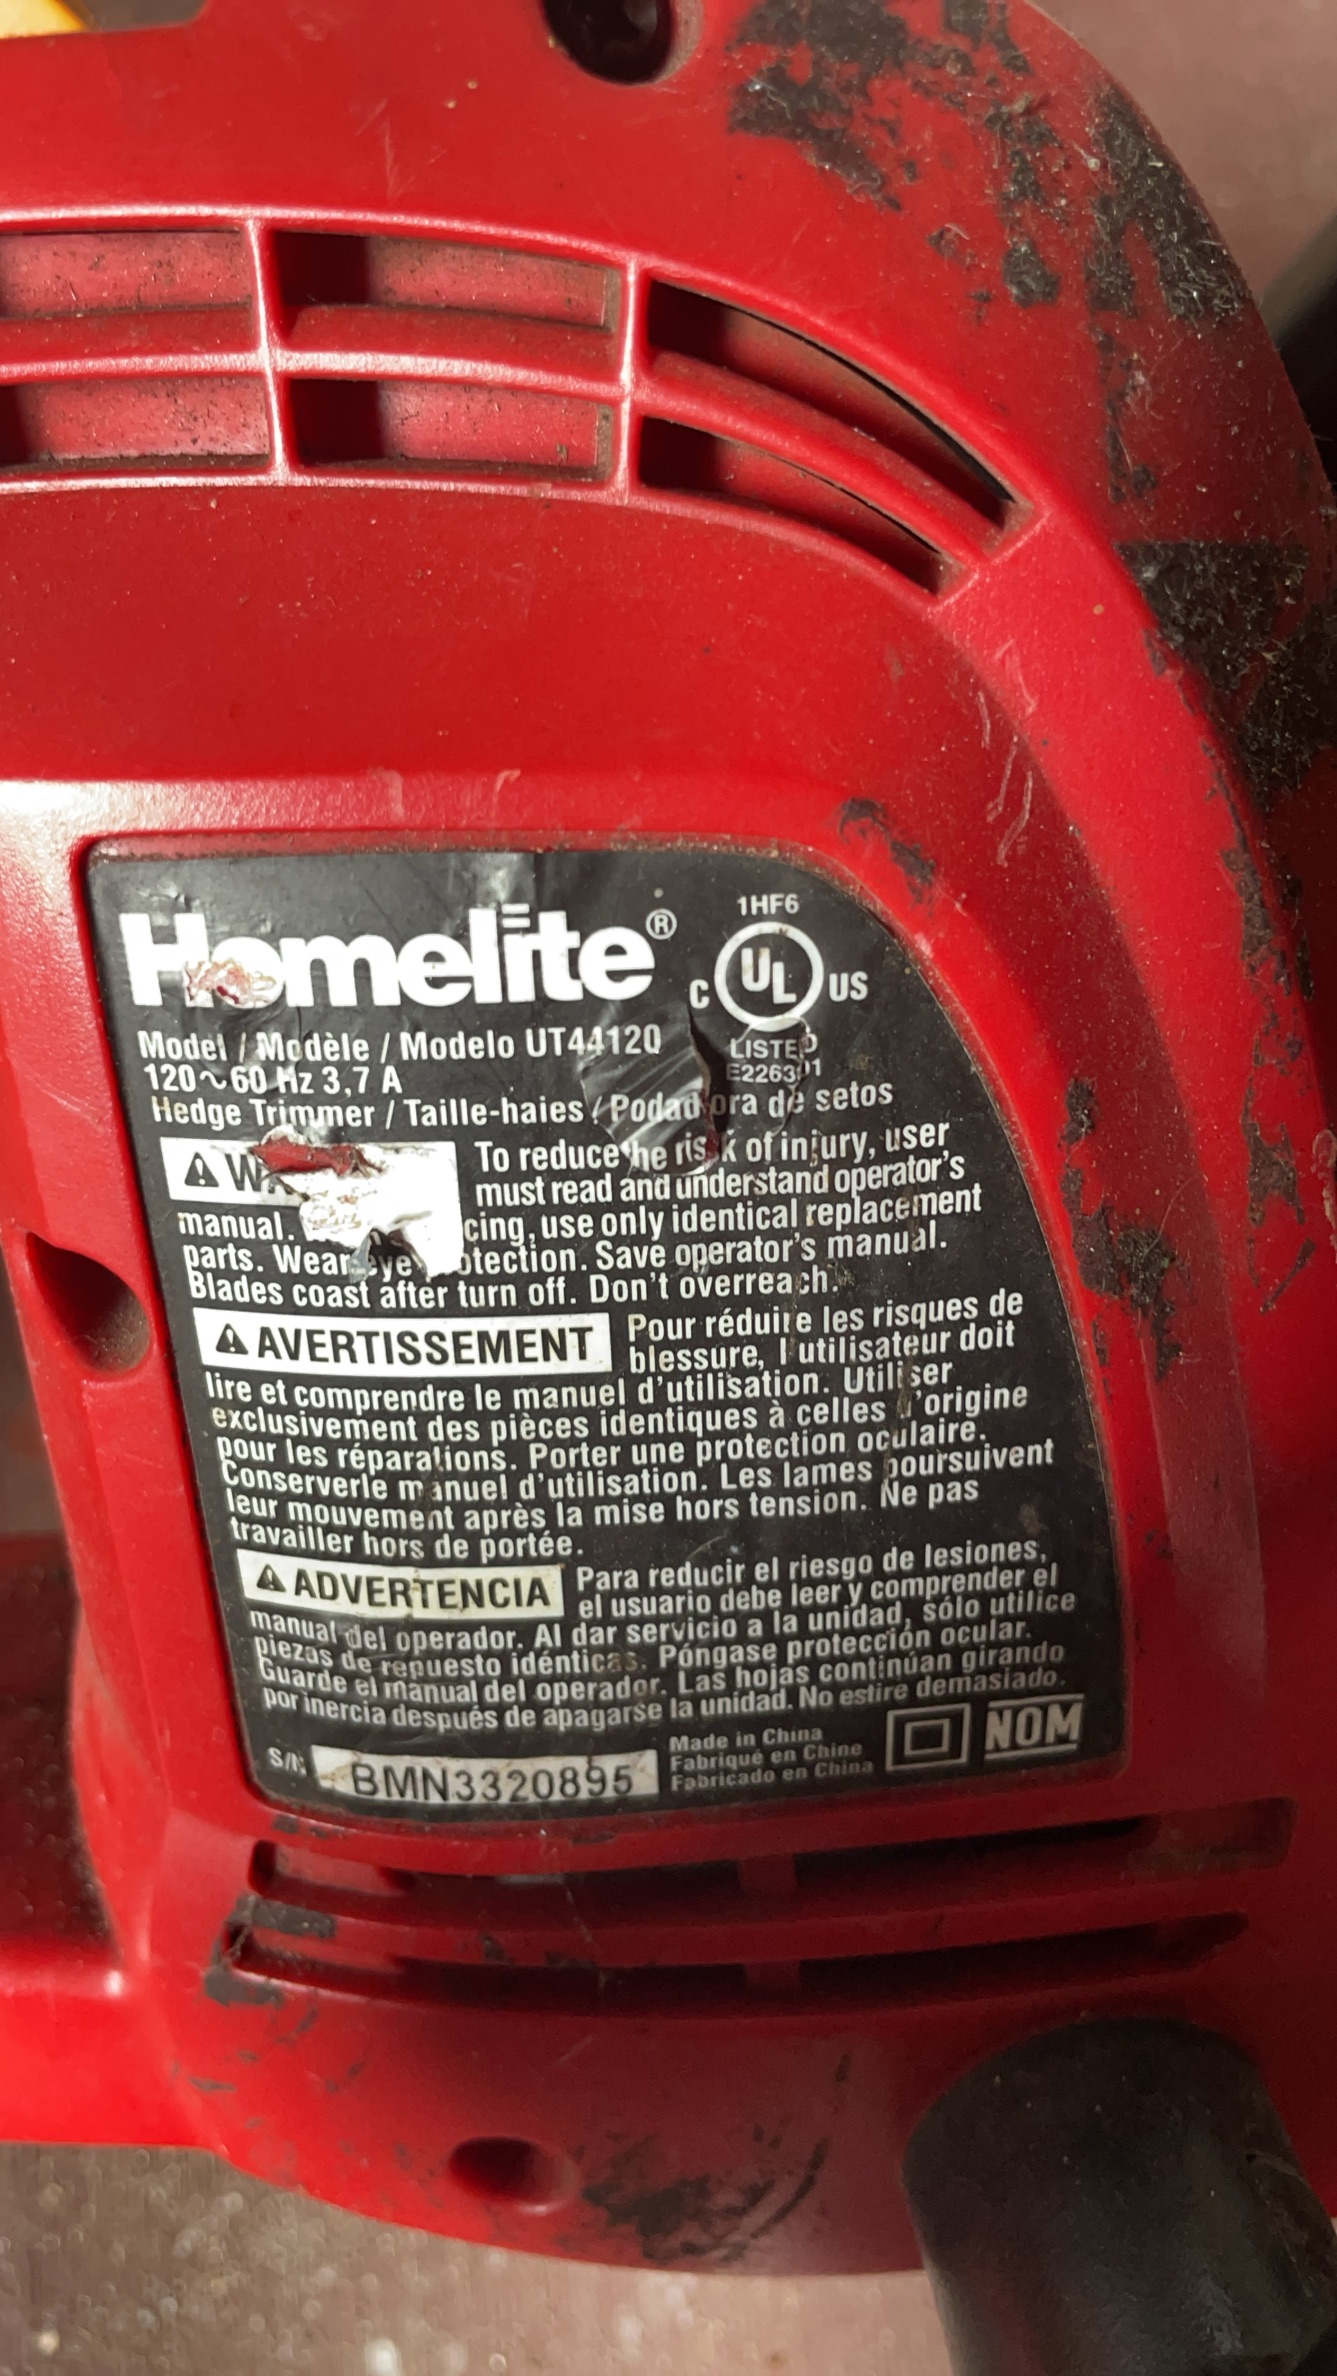 Homelite®
1HF6
C UL US
LISTED
Model / Modèle / Modelo UT44120
120~60 Hz 3,7 A
Hedge Trimmer / Taille-haies / Podadora de setos
To reduce the risk of injury, user
must read and understand operator's
manual. cing, use only identical replacement
parts. Wear eye protection. Save operator's manual.
Blades coast after turn off. Don't overreach.
AVERTISSEMENT Pour réduire les risques de
blessure, l'utilisateur doit
lire et comprendre le manuel d'utilisation. Utiliser
exclusivement des pièces identiques à celles d'origine
pour les réparations. Porter une protection oculaire.
Conserverle manuel d'utilisation. Les lames poursuivent
leur mouvement après la mise hors tension. Ne pas
travailler hors de portée.
ADVERTENCIA Para reducir el riesgo de lesiones,
el usuario debe leer y comprender el
manual del operador. Al dar servicio a la unidad, sólo utilice
piezas de repuesto idénticas. Póngase protección ocular.
Guarde el manual del operador. Las hojas continúan girando
por inercia después de apagarse la unidad. No estire demasiado.
S/N: BMN3320895
Made in China
Fabriqué en Chine
Fabricado en China
NOM